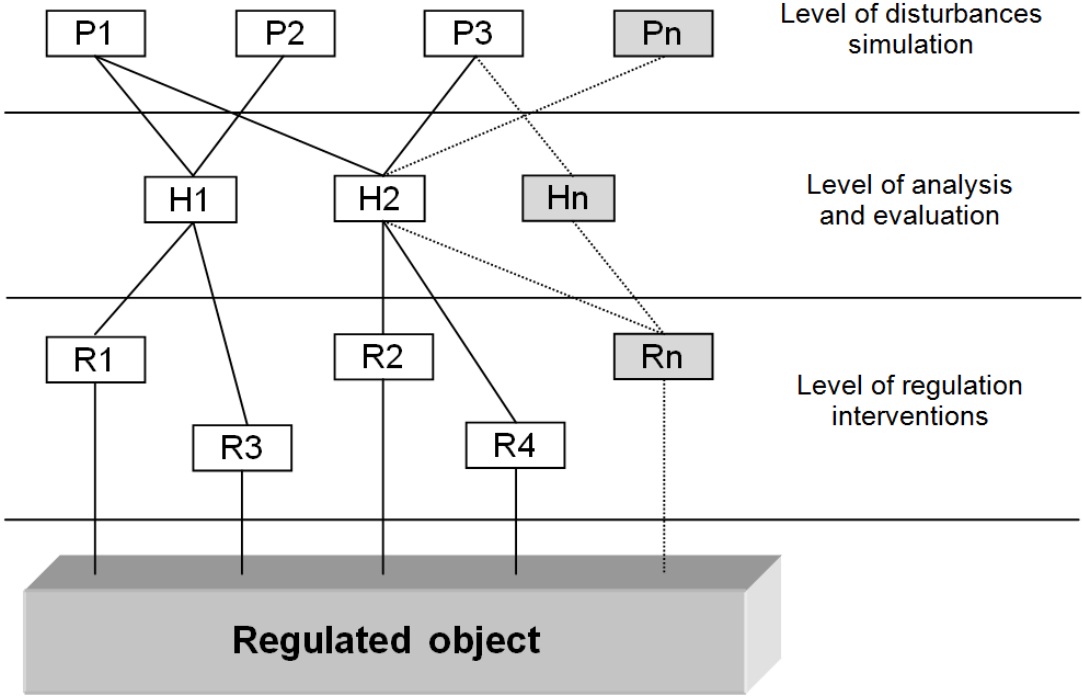 P1 P2 P3 Pn
Level of disturbances
simulation
H1 H2 Hn
Level of analysis
and evaluation
R1 R2 Rn
Level of regulation
interventions
R3 R4
Regulated object